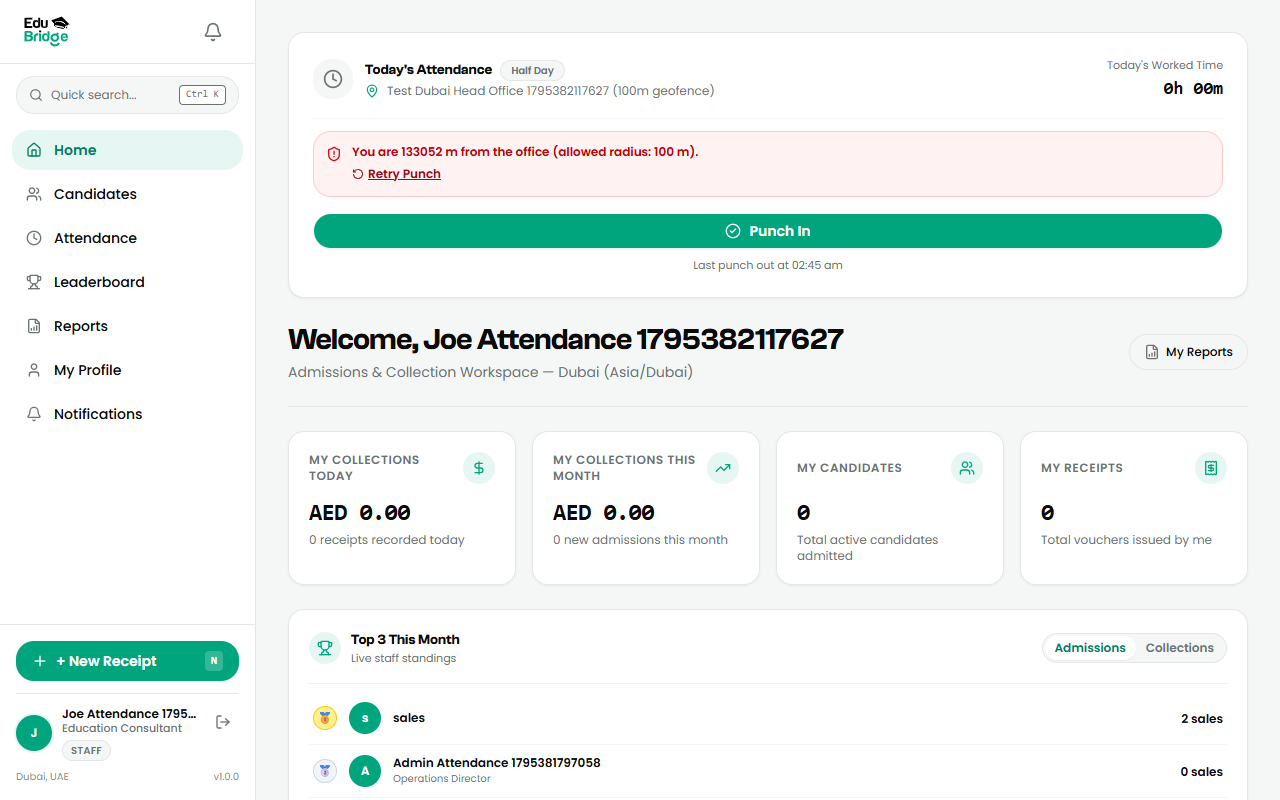 Edu
Bridge
Quick search...
Ctrl K
Home
Candidates
Attendance
Leaderboard
Reports
My Profile
Notifications
+ New Receipt
N
J
Joe Attendance 1795...
Education Consultant
STAFF
Dubai, UAE
v1.0.0
Today's Attendance
Half Day
Test Dubai Head Office 1795382117627 (100m geofence)
Today's Worked Time
0h 00m
You are 133052 m from the office (allowed radius: 100 m).
Retry Punch
Punch In
Last punch out at 02:45 am
Welcome, Joe Attendance 1795382117627
Admissions & Collection Workspace — Dubai (Asia/Dubai)
My Reports
MY COLLECTIONS
TODAY
AED 0.00
0 receipts recorded today
MY COLLECTIONS THIS
MONTH
AED 0.00
0 new admissions this month
MY CANDIDATES
0
Total active candidates
admitted
MY RECEIPTS
0
Total vouchers issued by me
Top 3 This Month
Live staff standings
Admissions
Collections
s
sales
2 sales
A
Admin Attendance 1795381797058
Operations Director
0 sales